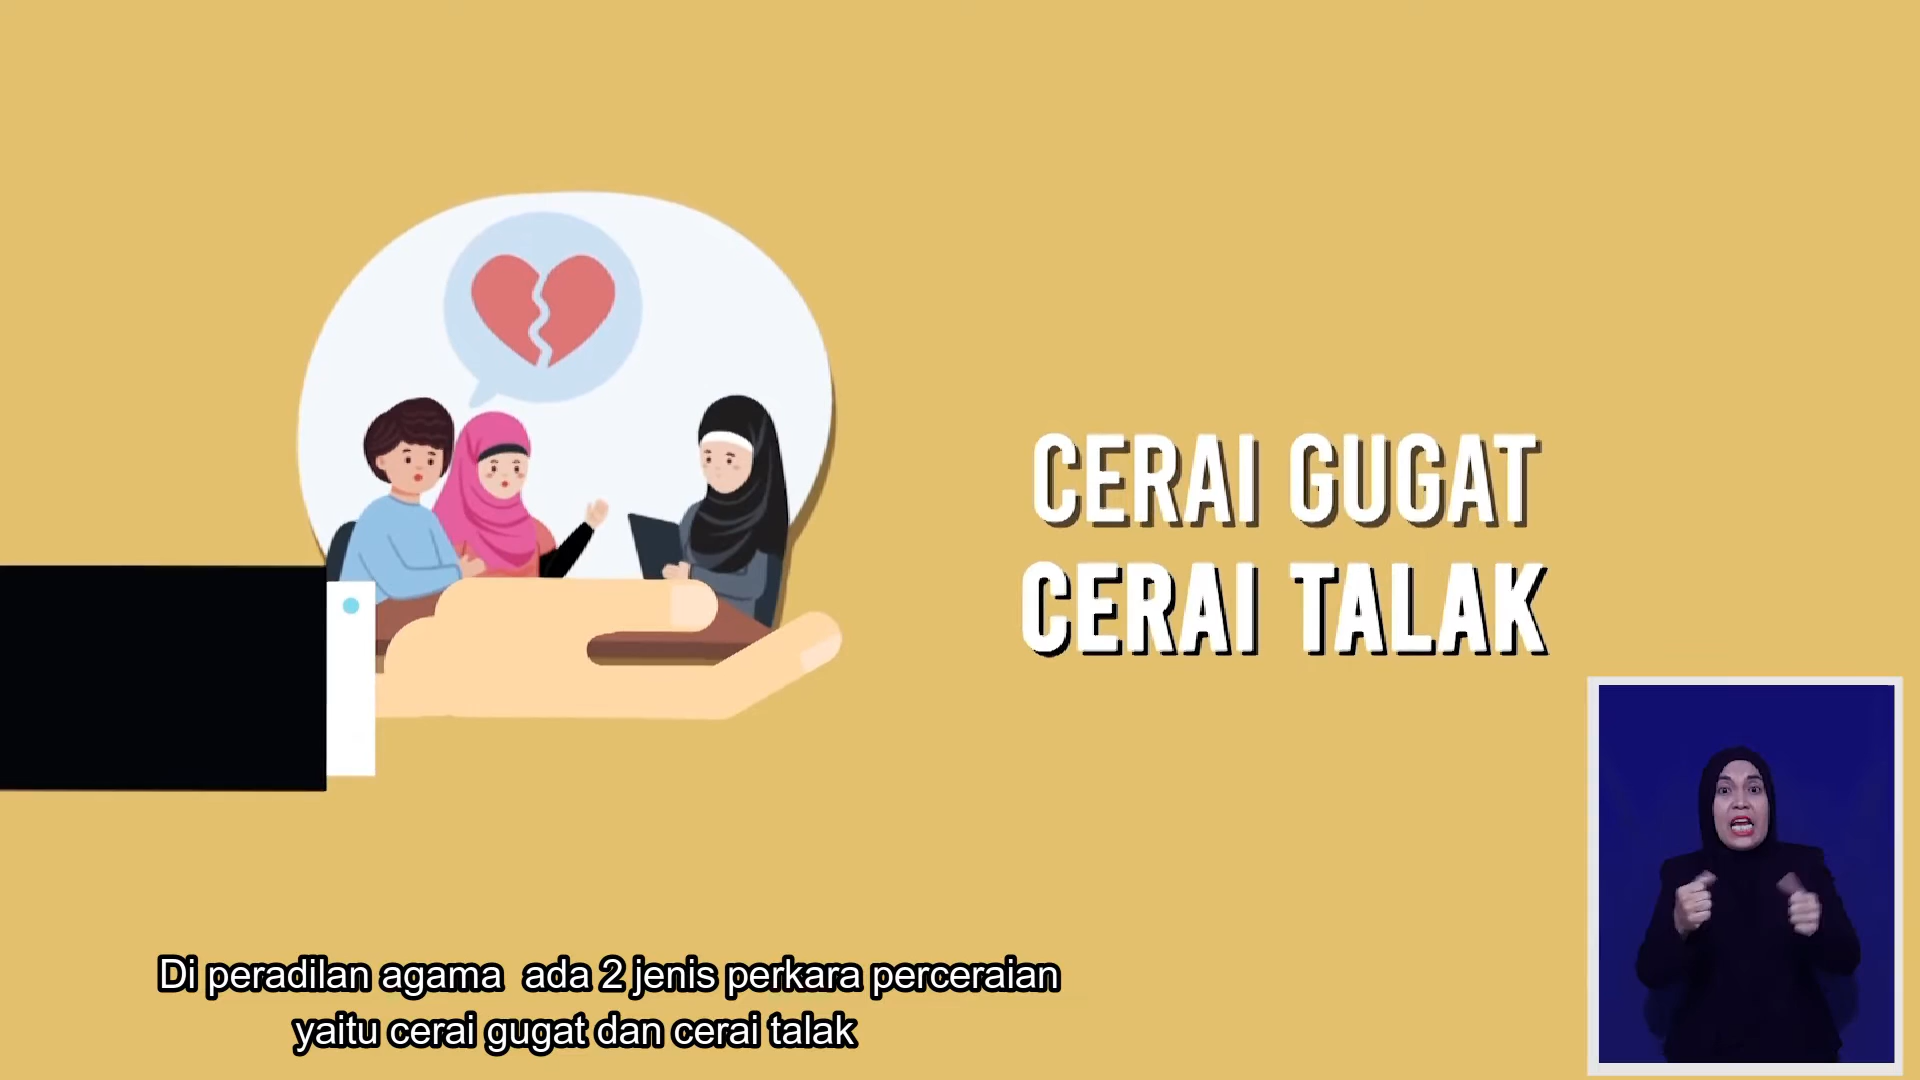 CERAI GUGAT
CERAI TALAK
Di peradilan agama  ada 2 jenis perkara perceraian
yaitu cerai gugat dan cerai talak